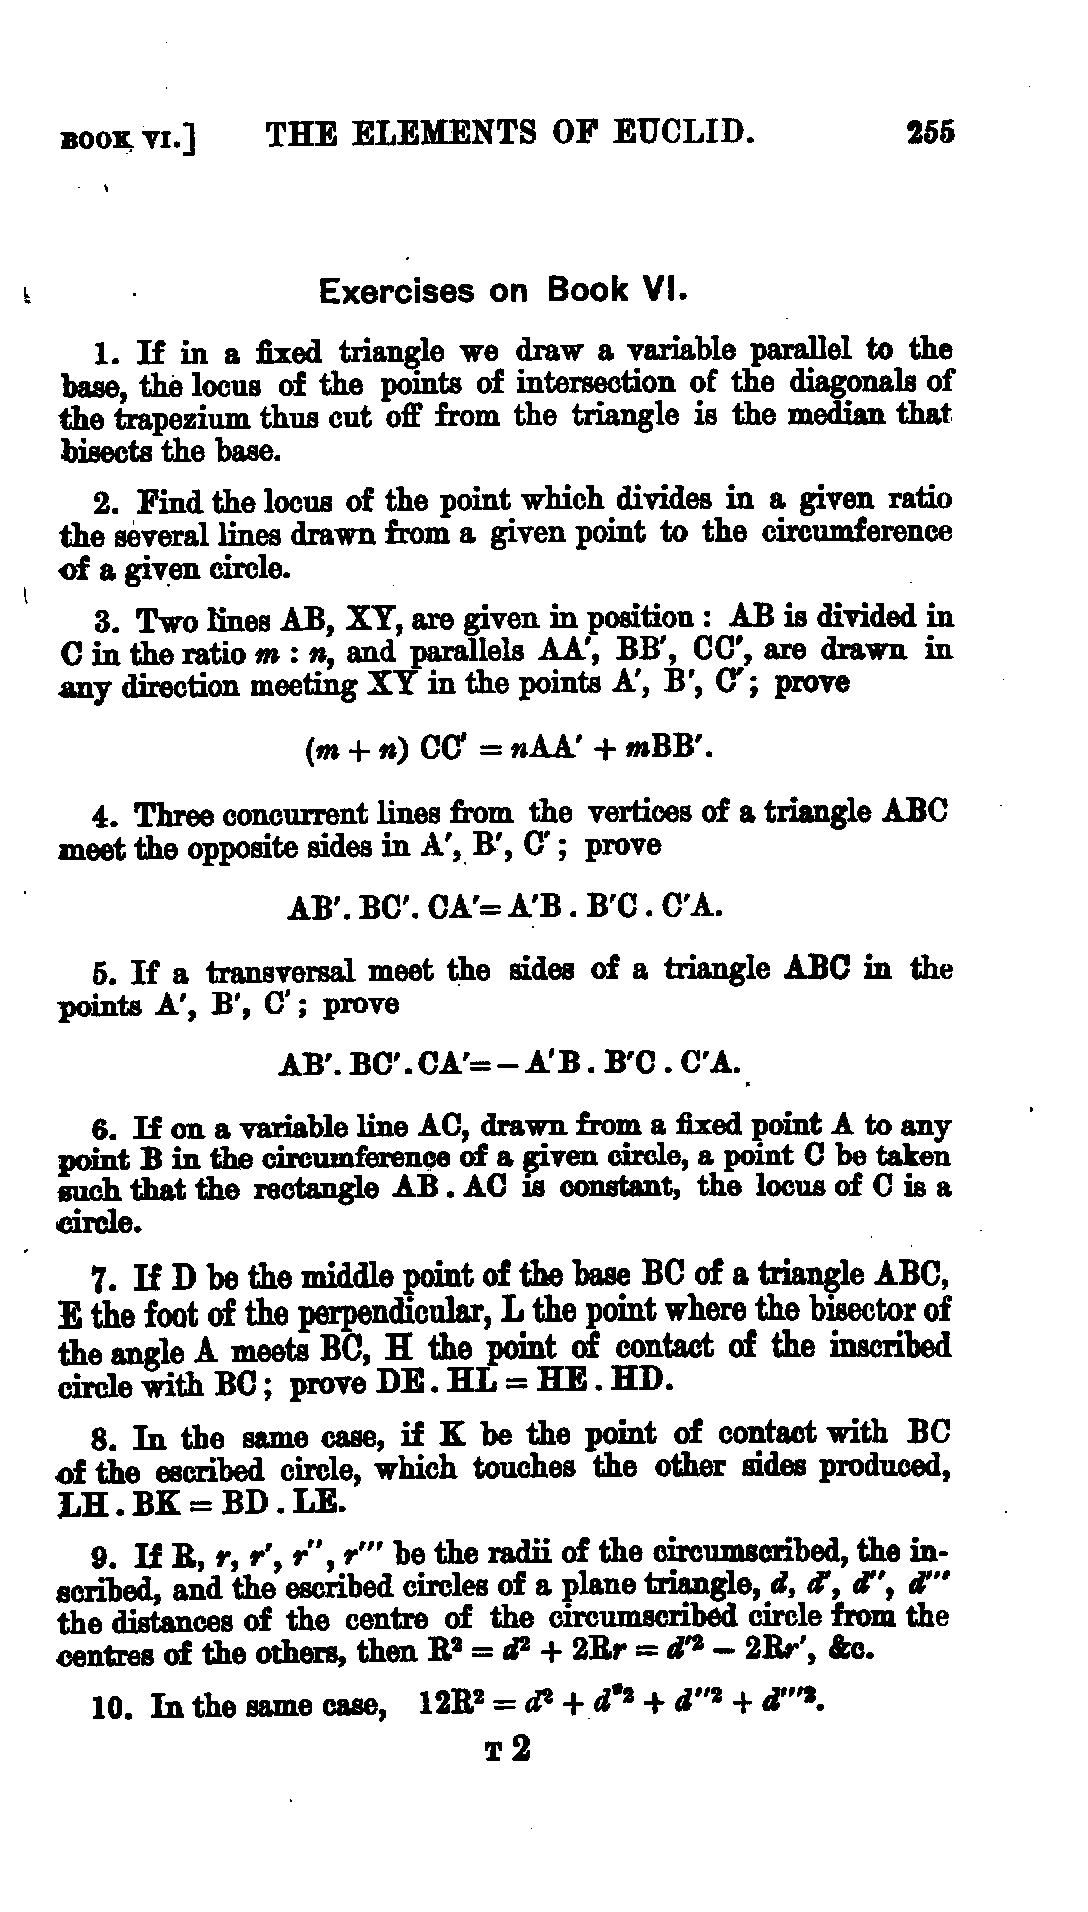 BOOK VI.] THE ELEMENTS OF EUCLID. 255
Exercises on Book VI.
1. If in a fixed triangle we draw a variable parallel to the
base, the locus of the points of intersection of the diagonals of
the trapezium thus cut off from the triangle is the median that
bisects the base.
2. Find the locus of the point which divides in a given ratio
the several lines drawn from a given point to the circumference
of a given circle.
3. Two lines AB, XY, are given in position : AB is divided in
C in the ratio m : n, and parallels AA′, BB′, CC′, are drawn in
any direction meeting XY in the points A′, B′, C′ ; prove
(m + n) CC′ = nAA′ + mBB′.
4. Three concurrent lines from the vertices of a triangle ABC
meet the opposite sides in A′, B′, C′ ; prove
AB′. BC′. CA′= A′B . B′C . C′A.
5. If a transversal meet the sides of a triangle ABC in the
points A′, B′, C′ ; prove
AB′. BC′. CA′= – A′B . B′C . C′A.
6. If on a variable line AC, drawn from a fixed point A to any
point B in the circumference of a given circle, a point C be taken
such that the rectangle AB . AC is constant, the locus of C is a
circle.
7. If D be the middle point of the base BC of a triangle ABC,
E the foot of the perpendicular, L the point where the bisector of
the angle A meets BC, H the point of contact of the inscribed
circle with BC ; prove DE . HL = HE . HD.
8. In the same case, if K be the point of contact with BC
of the escribed circle, which touches the other sides produced,
LH . BK = BD . LE.
9. If R, r, r′, r″, r‴ be the radii of the circumscribed, the in-
scribed, and the escribed circles of a plane triangle, d, d′, d″, d‴
the distances of the centre of the circumscribed circle from the
centres of the others, then R² = d² + 2Rr = d′² – 2Rr′, &c.
10. In the same case, 12R² = d² + d′² + d″² + d‴².
T 2